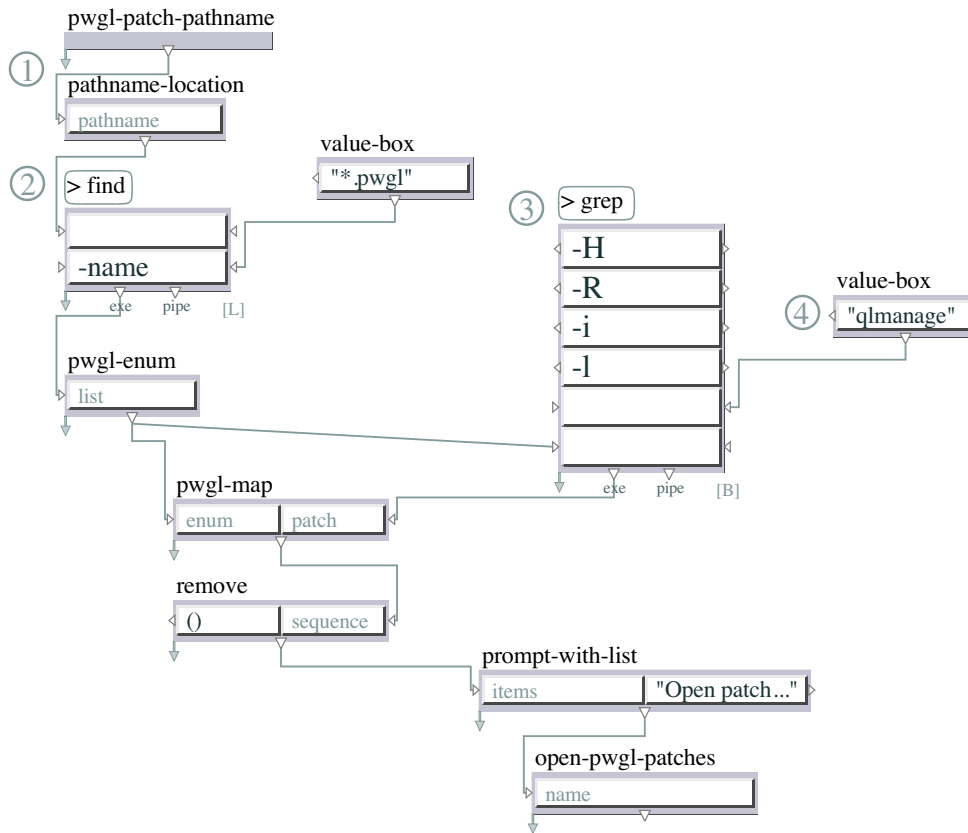 pwgl-patch-pathname
1
pathname-location
pathname
value-box
"*.pwgl"
2
> find
-name
exe pipe [L]
3
> grep
-H
-R
-i
-l
exe pipe [B]
value-box
4
"qlmanage"
pwgl-enum
list
pwgl-map
enum patch
remove
() sequence
prompt-with-list
items "Open patch..."
open-pwgl-patches
name